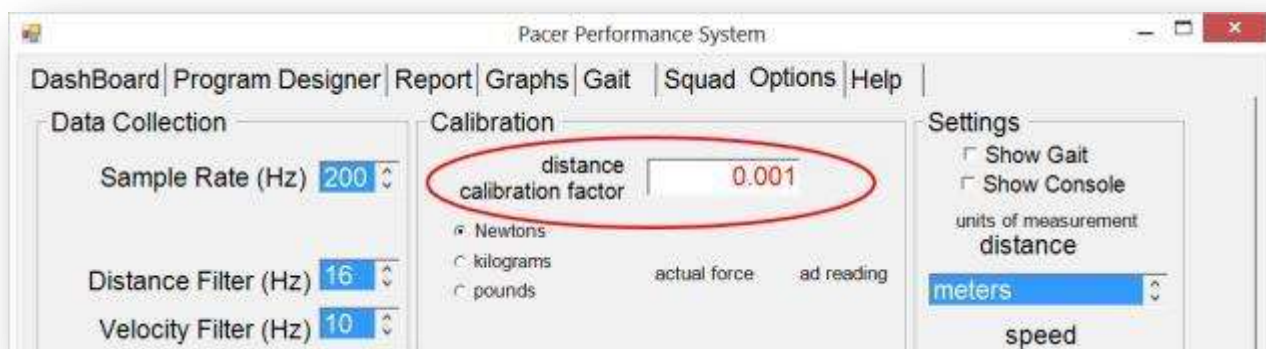 Pacer Performance System
DashBoard Program Designer Report Graphs Gait Squad Options Help
Data Collection
Sample Rate (Hz) 200
Distance Filter (Hz) 16
Velocity Filter (Hz) 10
Calibration
distance
calibration factor 0.001
Newtons
kilograms
pounds
actual force ad reading
Settings
Show Gait
Show Console
units of measurement
distance
meters
speed